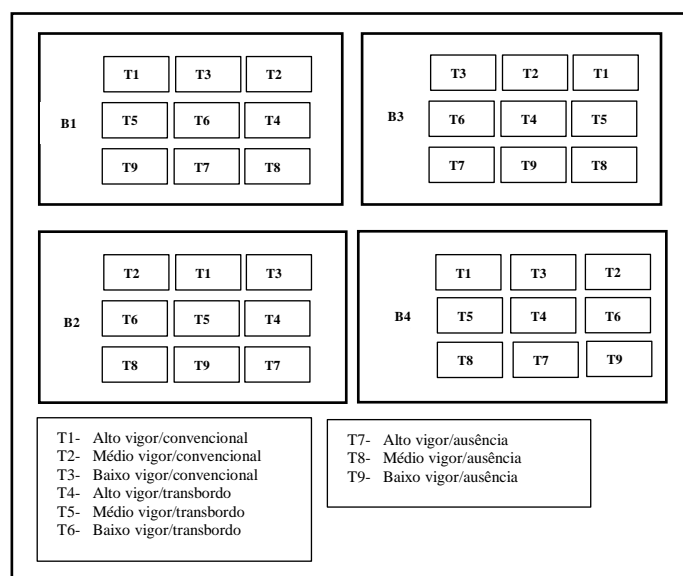 T1 T3 T2
B1 T5 T6 T4
T9 T7 T8
T3 T2 T1
B3 T6 T4 T5
T7 T9 T8
T2 T1 T3
B2 T6 T5 T4
T8 T9 T7
T1 T3 T2
B4 T5 T4 T6
T8 T7 T9
T1- Alto vigor/convencional
T2- Médio vigor/convencional
T3- Baixo vigor/convencional
T4- Alto vigor/transbordo
T5- Médio vigor/transbordo
T6- Baixo vigor/transbordo
T7- Alto vigor/ausência
T8- Médio vigor/ausência
T9- Baixo vigor/ausência